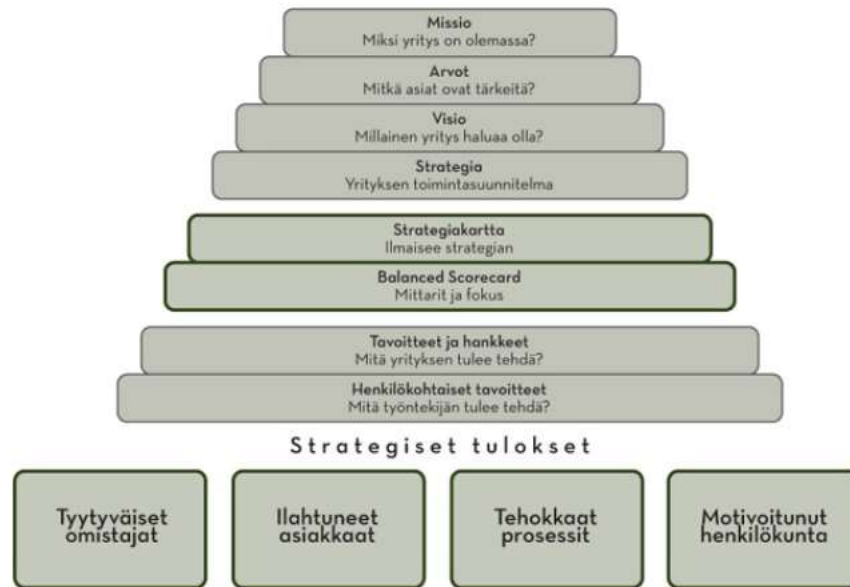 Missio
Miksi yritys on olemassa?
Arvot
Mitkä asiat ovat tärkeitä?
Visio
Millainen yritys haluaa olla?
Strategia
Yrityksen toimintasuunnitelma
Strategiakartta
Ilmaisee strategian
Balanced Scorecard
Mittarit ja fokus
Tavoitteet ja hankkeet
Mitä yrityksen tulee tehdä?
Henkilökohtaiset tavoitteet
Mitä työntekijän tulee tehdä?
Strategiset tulokset
Tyytyväiset
omistajat
Ilahtuneet
asiakkaat
Tehokkaat
prosessit
Motivoitunut
henkilökunta